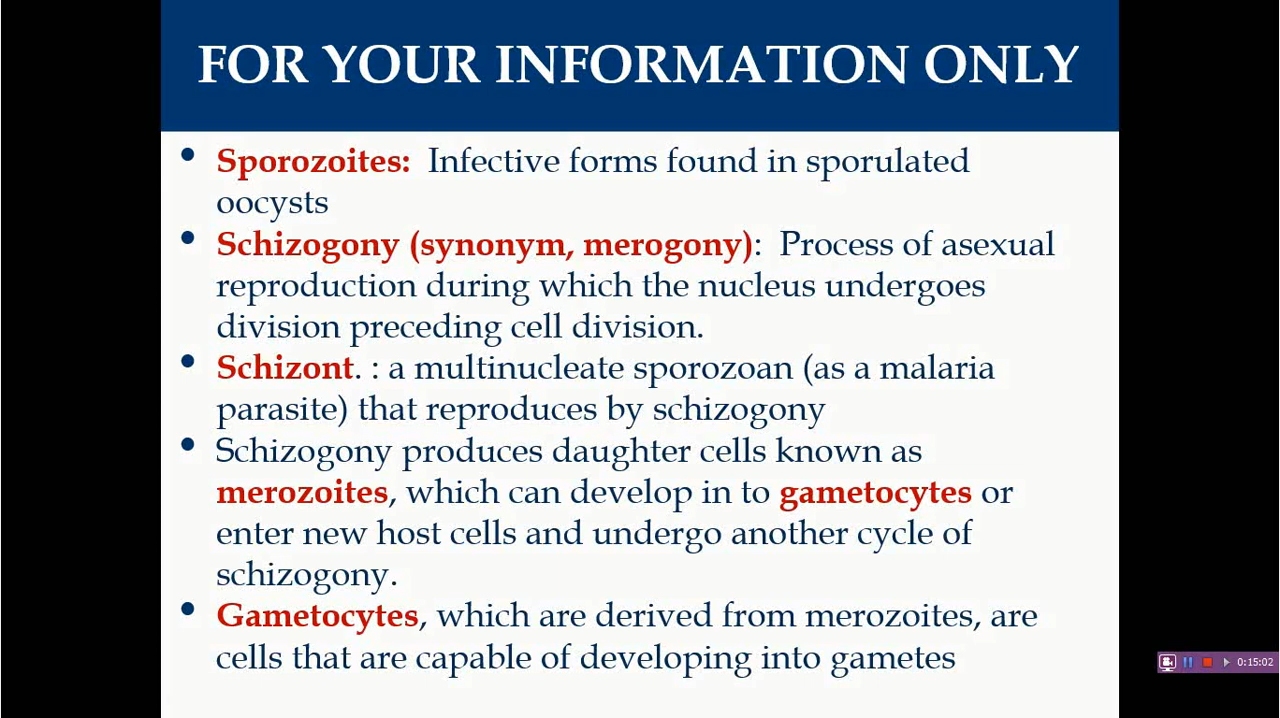 FOR YOUR INFORMATION ONLY
• Sporozoites: Infective forms found in sporulated
oocysts
• Schizogony (synonym, merogony): Process of asexual
reproduction during which the nucleus undergoes
division preceding cell division.
• Schizont. : a multinucleate sporozoan (as a malaria
parasite) that reproduces by schizogony
• Schizogony produces daughter cells known as
merozoites, which can develop in to gametocytes or
enter new host cells and undergo another cycle of
schizogony.
• Gametocytes, which are derived from merozoites, are
cells that are capable of developing into gametes
0:15:02